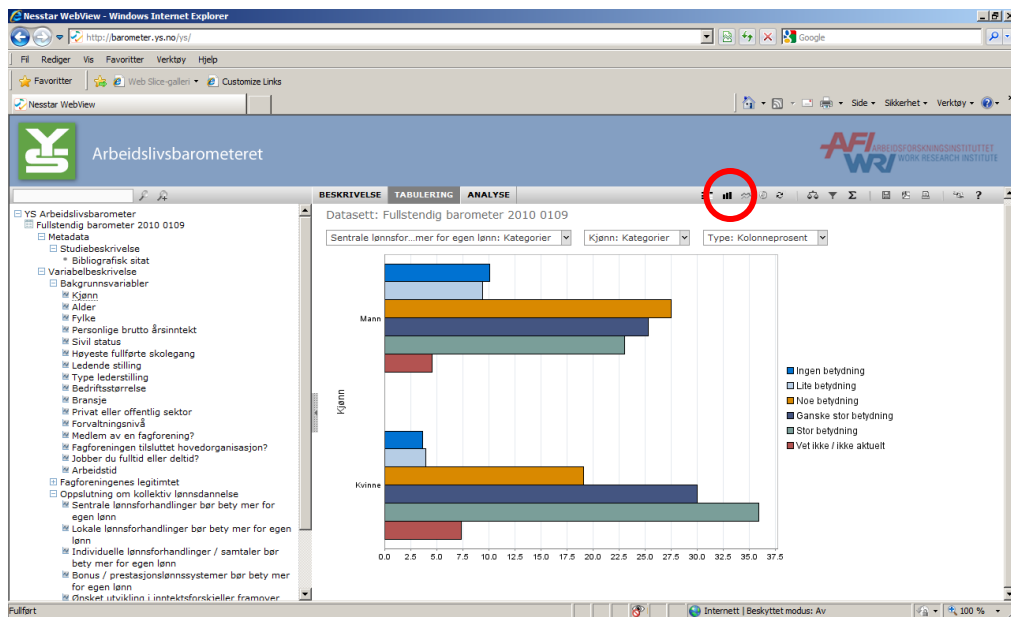 Nesstar WebView - Windows Internet Explorer
http://barometer.ys.no/ys/
Google
Fil Rediger Vis Favoritter Verktøy Hjelp
Favoritter Web Slice-galleri Customize Links
Nesstar WebView
Side Sikkerhet Verktøy
YS
Arbeidslivsbarometeret
AFI ARBEIDSFORSKNINGSINSTITUTTET
WRI WORK RESEARCH INSTITUTE
BESKRIVELSE TABULERING ANALYSE
YS Arbeidslivsbarometer
Fullstendig barometer 2010 0109
Metadata
Studiebeskrivelse
Bibliografisk sitat
Variabelbeskrivelse
Bakgrunnsvariabler
Kjønn
Alder
Fylke
Personlige brutto årsinntekt
Sivil status
Høyeste fullførte skolegang
Ledende stilling
Type lederstilling
Bedriftsstørrelse
Bransje
Privat eller offentlig sektor
Forvaltningsnivå
Medlem av en fagforening?
Fagforeningen tilsluttet hovedorganisasjon?
Jobber du fulltid eller deltid?
Arbeidstid
Fagforeningenes legitimtet
Oppslutning om kollektiv lønnsdannelse
Sentrale lønnsforhandlinger bør bety mer for
egen lønn
Lokale lønnsforhandlinger bør bety mer for egen
lønn
Individuelle lønnsforhandlinger / samtaler bør
bety mer for egen lønn
Bonus / prestasjonslønnssystemer bør bety mer
for egen lønn
Ønsket utvikling i inntektsforskjeller framover
Datasett: Fullstendig barometer 2010 0109
Sentrale lønnsfor...mer for egen lønn: Kategorier Kjønn: Kategorier Type: Kolonneprosent
Mann
Kjønn
Kvinne
0.0 2.5 5.0 7.5 10.0 12.5 15.0 17.5 20.0 22.5 25.0 27.5 30.0 32.5 35.0 37.5
Ingen betydning
Lite betydning
Noe betydning
Ganske stor betydning
Stor betydning
Vet ikke / ikke aktuelt
Fullført
Internett | Beskyttet modus: Av
100 %